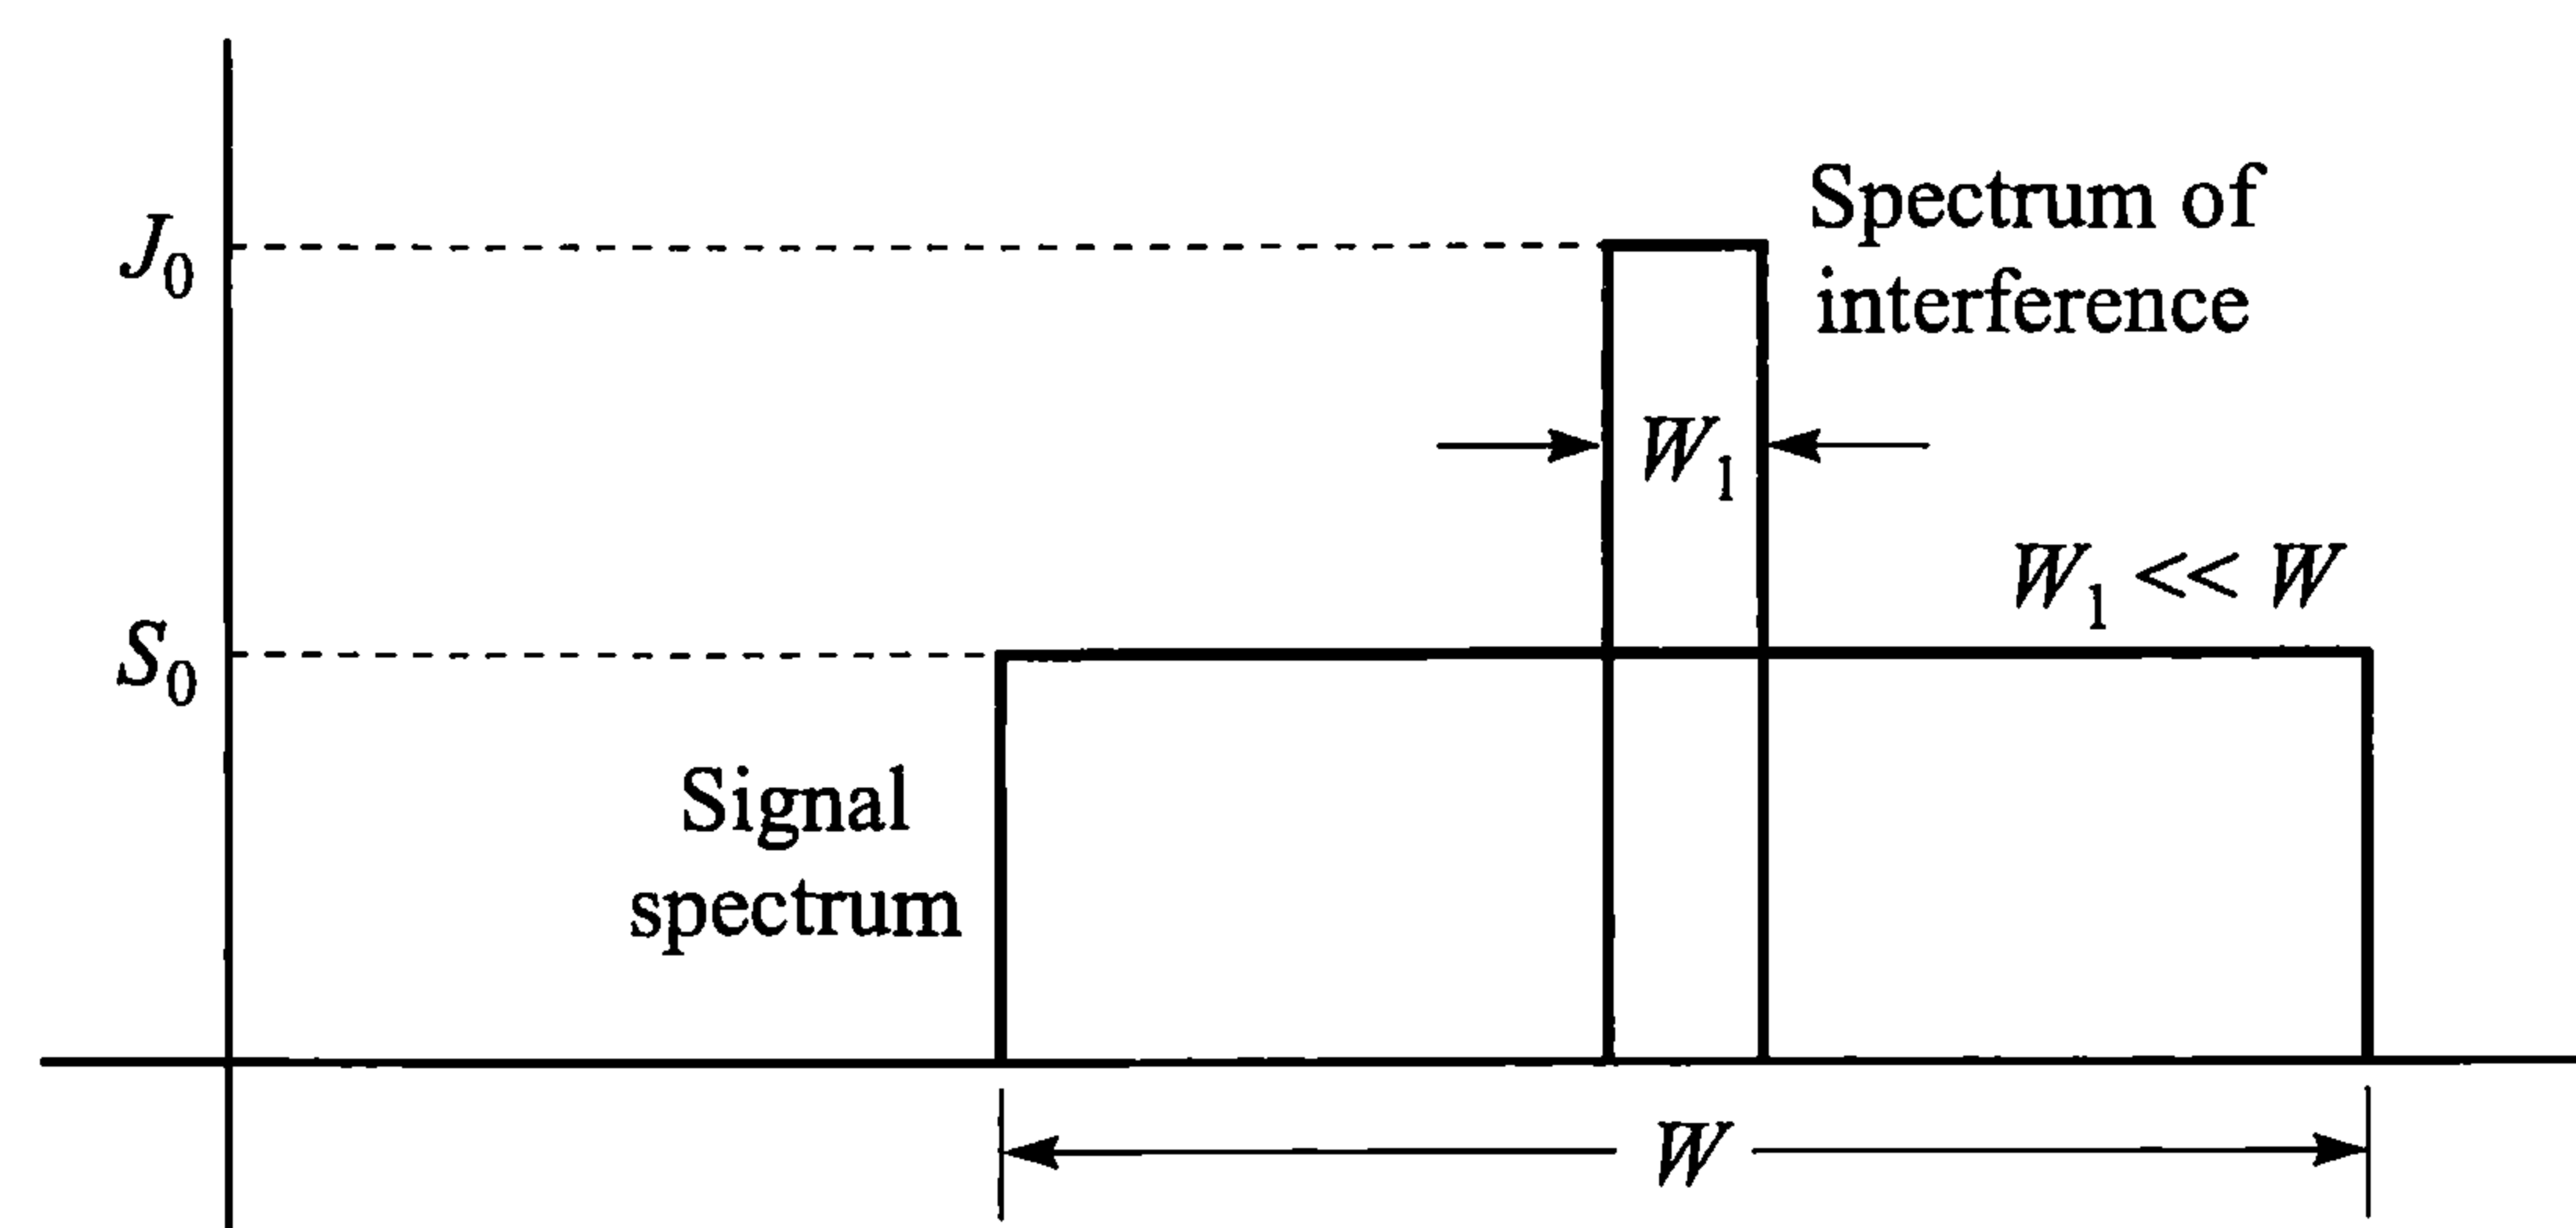 Spectrum of
interference
J0
W1
W1 << W
S0
Signal
spectrum
W